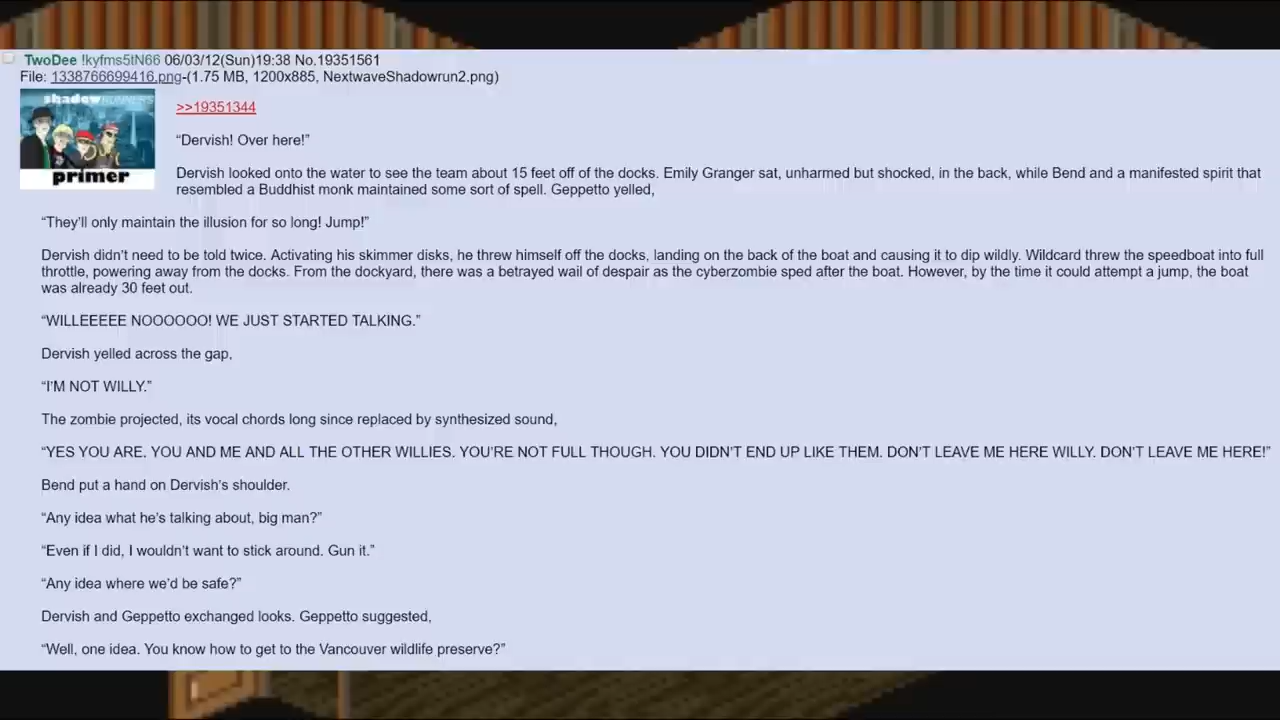 TwoDee !kyfms5tN66 06/03/12(Sun)19:38 No.19351561
File: 1338766699416.png-(1.75 MB, 1200x885, NextwaveShadowrun2.png)
shadowRUNNERS
primer
>>19351344
“Dervish! Over here!”
Dervish looked onto the water to see the team about 15 feet off of the docks. Emily Granger sat, unharmed but shocked, in the back, while Bend and a manifested spirit that
resembled a Buddhist monk maintained some sort of spell. Geppetto yelled,
“They’ll only maintain the illusion for so long! Jump!”
Dervish didn’t need to be told twice. Activating his skimmer disks, he threw himself off the docks, landing on the back of the boat and causing it to dip wildly. Wildcard threw the speedboat into full
throttle, powering away from the docks. From the dockyard, there was a betrayed wail of despair as the cyberzombie sped after the boat. However, by the time it could attempt a jump, the boat
was already 30 feet out.
“WILLEEEEE NOOOOOO! WE JUST STARTED TALKING.”
Dervish yelled across the gap,
“I’M NOT WILLY.”
The zombie projected, its vocal chords long since replaced by synthesized sound,
“YES YOU ARE. YOU AND ME AND ALL THE OTHER WILLIES. YOU’RE NOT FULL THOUGH. YOU DIDN’T END UP LIKE THEM. DON’T LEAVE ME HERE WILLY. DON’T LEAVE ME HERE!”
Bend put a hand on Dervish’s shoulder.
“Any idea what he’s talking about, big man?”
“Even if I did, I wouldn’t want to stick around. Gun it.”
“Any idea where we’d be safe?”
Dervish and Geppetto exchanged looks. Geppetto suggested,
“Well, one idea. You know how to get to the Vancouver wildlife preserve?”